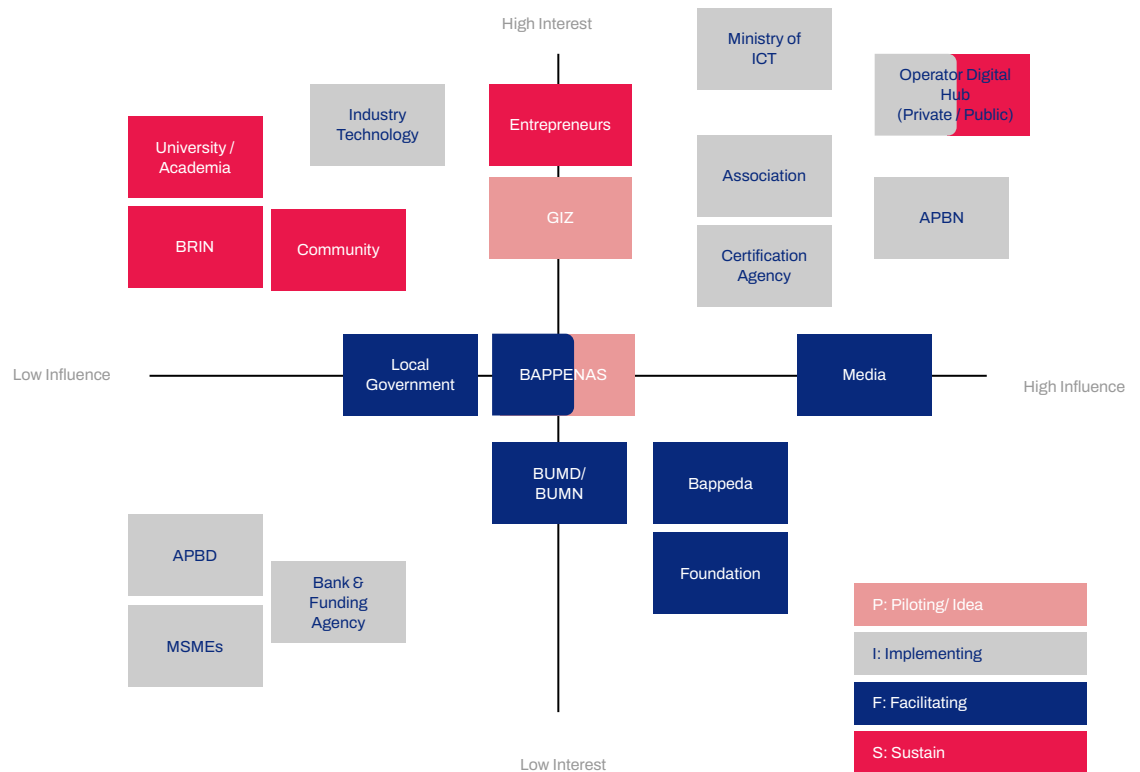 High Interest
Ministry of
ICT
Operator Digital
Hub
(Private / Public)
Industry
Technology
Entrepreneurs
University /
Academia
Association
GIZ
APBN
BRIN
Community
Certification
Agency
Low Influence
Local
Government
BAPPENAS
Media
High Influence
BUMD/
BUMN
Bappeda
APBD
Bank &
Funding
Agency
Foundation
MSMEs
P: Piloting/ Idea
I: Implementing
F: Facilitating
S: Sustain
Low Interest